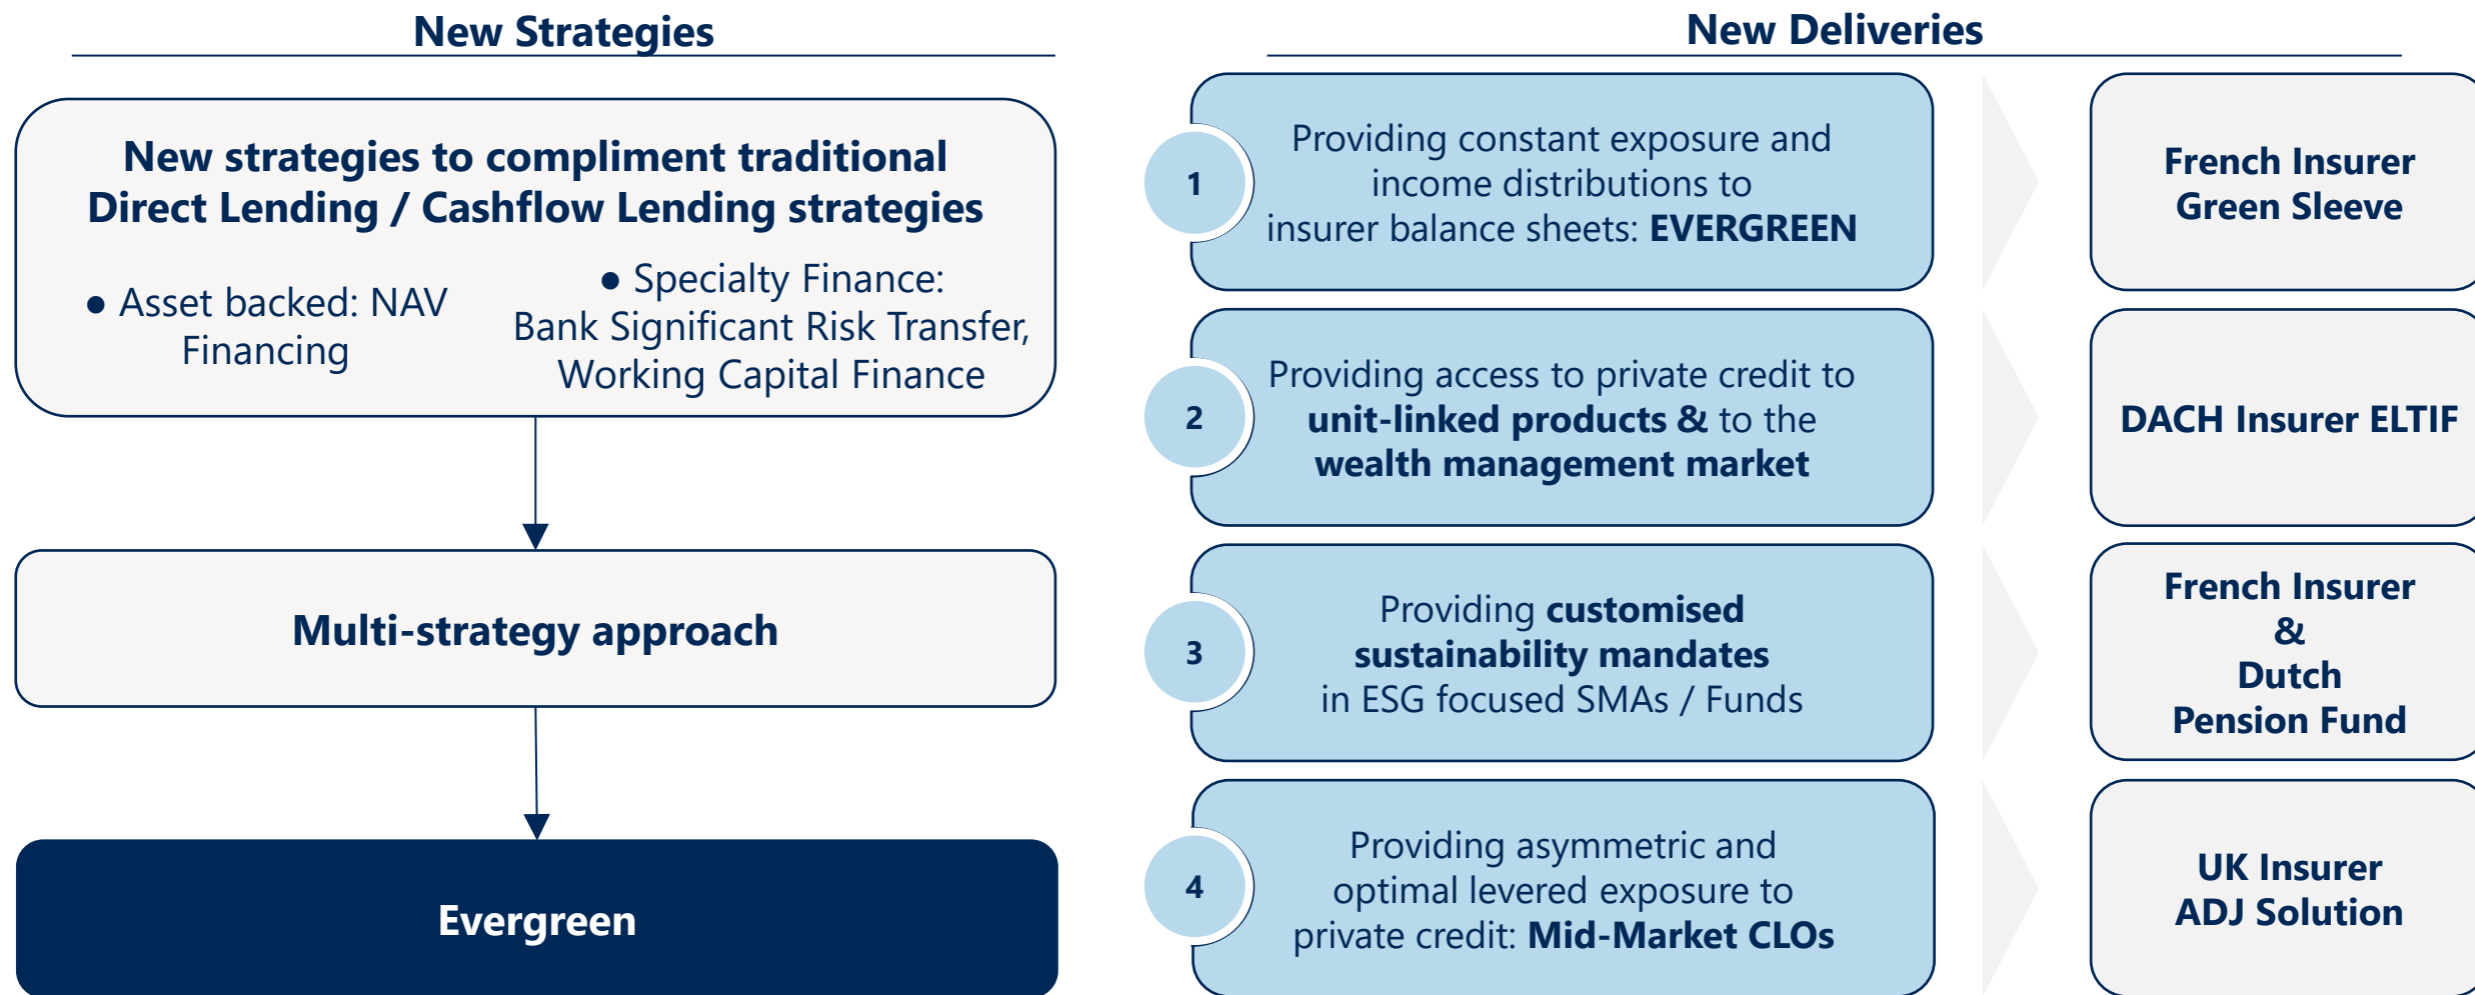 New Strategies
New strategies to compliment traditional
Direct Lending / Cashflow Lending strategies
● Asset backed: NAV
Financing
● Specialty Finance:
Bank Significant Risk Transfer,
Working Capital Finance
Multi-strategy approach
Evergreen
New Deliveries
1
Providing constant exposure and
income distributions to
insurer balance sheets: EVERGREEN
French Insurer
Green Sleeve
2
Providing access to private credit to
unit-linked products & to the
wealth management market
DACH Insurer ELTIF
3
Providing customised
sustainability mandates
in ESG focused SMAs / Funds
French Insurer
&
Dutch
Pension Fund
4
Providing asymmetric and
optimal levered exposure to
private credit: Mid-Market CLOs
UK Insurer
ADJ Solution